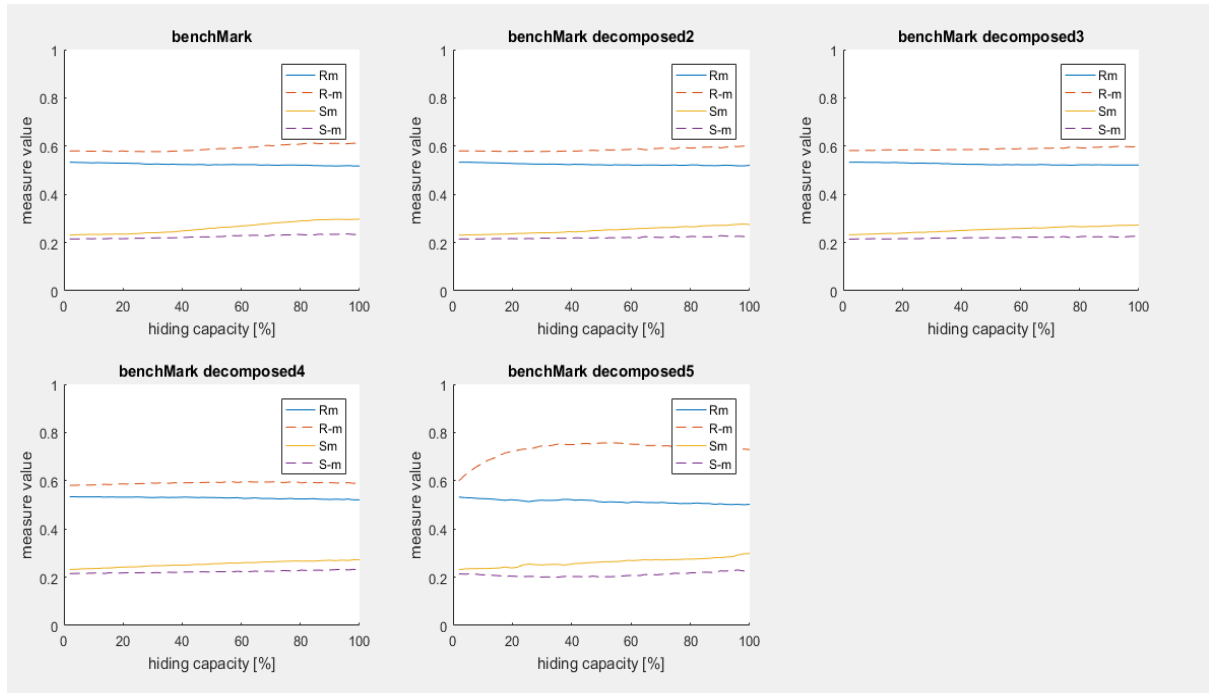 benchMark
measure value
1
0.8
0.6
0.4
0.2
0
Rm
R-m
Sm
S-m
0 20 40 60 80 100
hiding capacity [%]
benchMark decomposed2
measure value
1
0.8
0.6
0.4
0.2
0
Rm
R-m
Sm
S-m
0 20 40 60 80 100
hiding capacity [%]
benchMark decomposed3
measure value
1
0.8
0.6
0.4
0.2
0
Rm
R-m
Sm
S-m
0 20 40 60 80 100
hiding capacity [%]
benchMark decomposed4
measure value
1
0.8
0.6
0.4
0.2
0
Rm
R-m
Sm
S-m
0 20 40 60 80 100
hiding capacity [%]
benchMark decomposed5
measure value
1
0.8
0.6
0.4
0.2
0
Rm
R-m
Sm
S-m
0 20 40 60 80 100
hiding capacity [%]